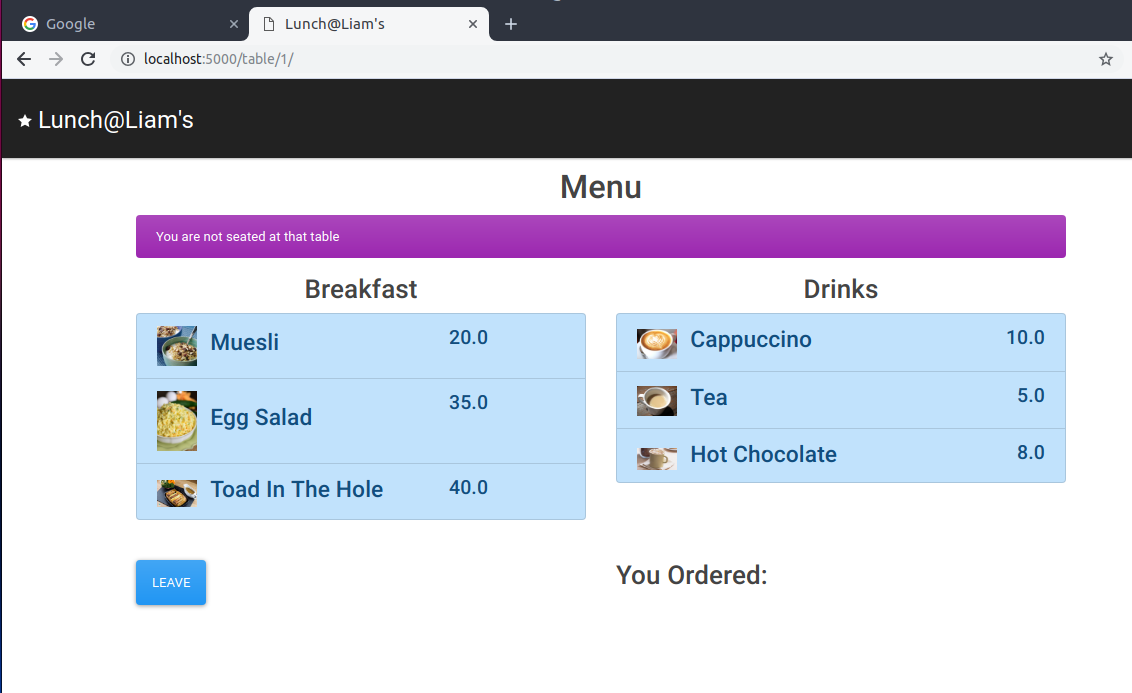 Google
Lunch@Liam's
localhost:5000/table/1/
Lunch@Liam's
Menu
You are not seated at that table
Breakfast
Muesli 20.0
Egg Salad 35.0
Toad In The Hole 40.0
Drinks
Cappuccino 10.0
Tea 5.0
Hot Chocolate 8.0
LEAVE
You Ordered: